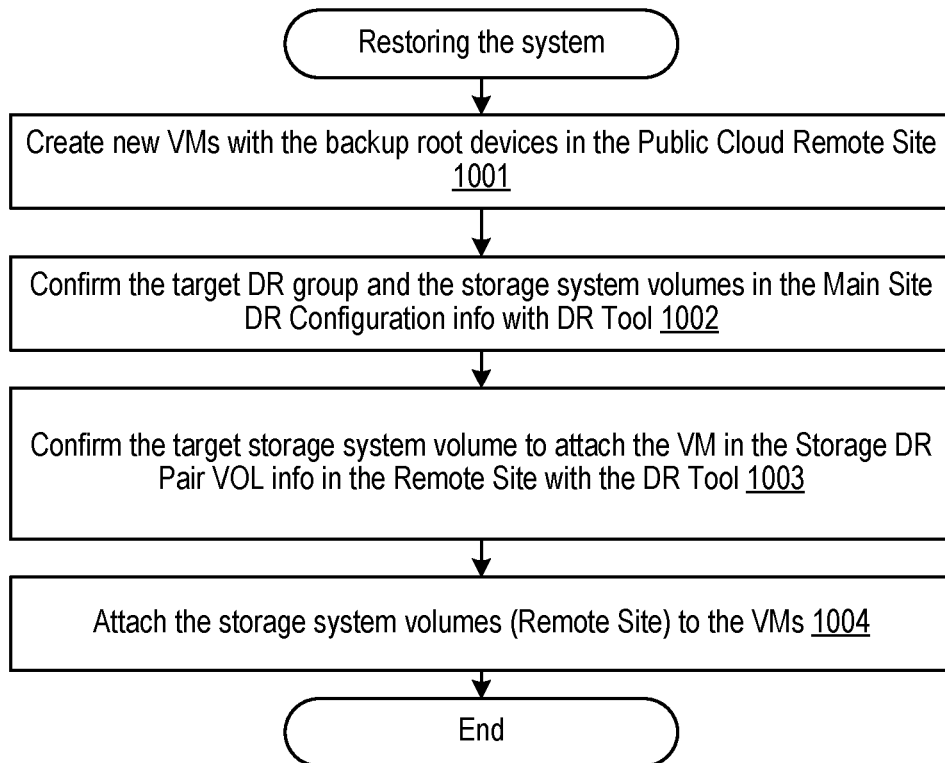 Restoring the system
Create new VMs with the backup root devices in the Public Cloud Remote Site
1001
Confirm the target DR group and the storage system volumes in the Main Site
DR Configuration info with DR Tool 1002
Confirm the target storage system volume to attach the VM in the Storage DR
Pair VOL info in the Remote Site with the DR Tool 1003
Attach the storage system volumes (Remote Site) to the VMs 1004
End